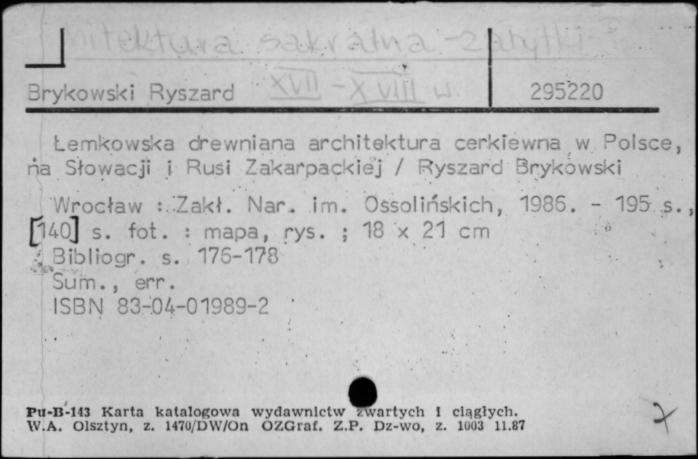 architektura sakralna - zabytki
XVII - XVIII w.
Brykowski Ryszard 295220
Łemkowska drewniana architektura cerkiewna w Polsce,
na Słowacji i Rusi Zakarpackiej / Ryszard Brykowski
Wrocław : Zakł. Nar. im. Ossolińskich, 1986. - 195 s.,
[140] s. fot. : mapa, rys. ; 18 x 21 cm
Bibliogr. s. 176-178
Sum., err.
ISBN 83-04-01989-2
Pu-B-143 Karta katalogowa wydawnictw zwartych i ciągłych.
W.A. Olsztyn, z. 1470/DW/On OZGraf. Z.P. Dz-wo, z. 1003 11.87